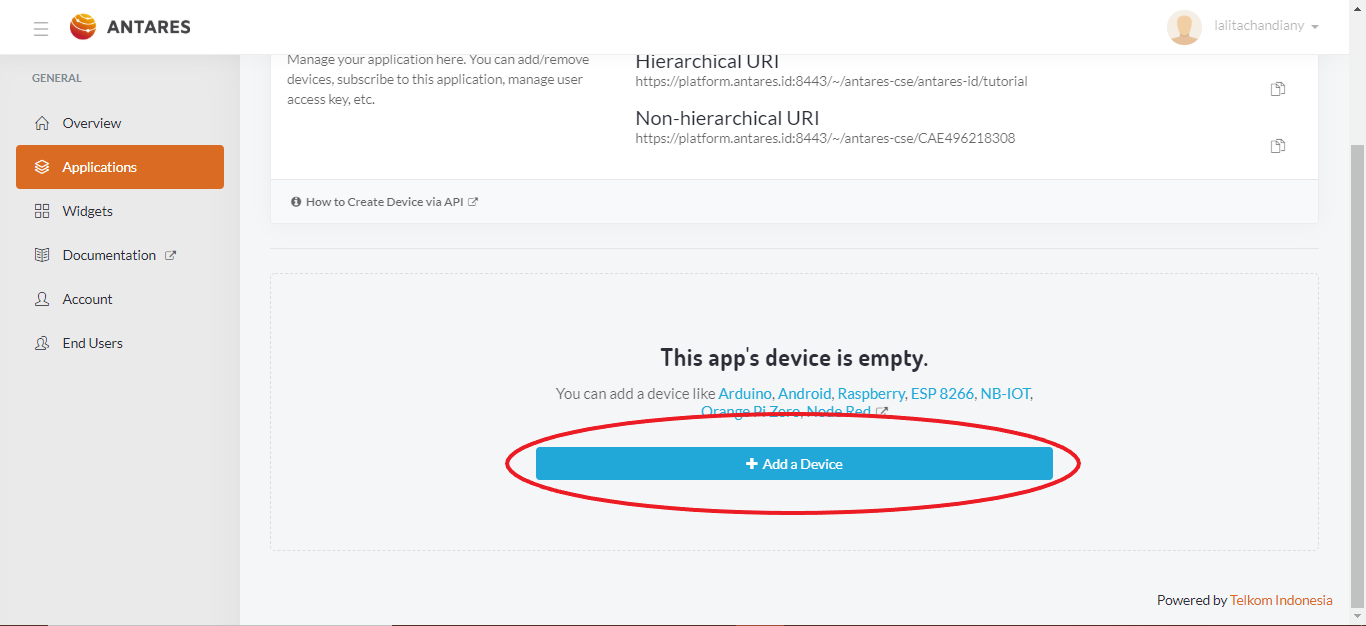 ANTARES
lalitachandiany
GENERAL
Overview
Applications
Widgets
Documentation
Account
End Users
Manage your application here. You can add/remove
devices, subscribe to this application, manage user
access key, etc.
Hierarchical URI
https://platform.antares.id:8443/~/antares-cse/antares-id/tutorial
Non-hierarchical URI
https://platform.antares.id:8443/~/antares-cse/CAE496218308
How to Create Device via API
This app's device is empty.
You can add a device like Arduino, Android, Raspberry, ESP 8266, NB-IOT,
Orange Pi Zero, Node Red
Add a Device
Powered by Telkom Indonesia